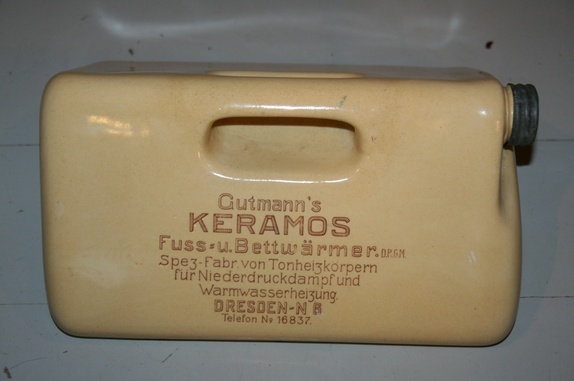 Gutmann's
KERAMOS
Fuss- u. Bettwärmer. D.R.G.M.
Spez-Fabr. von Tonheizkörpern
für Niederdruckdampf und
Warmwasserheizung.
DRESDEN-N 6
Telefon No 16837.